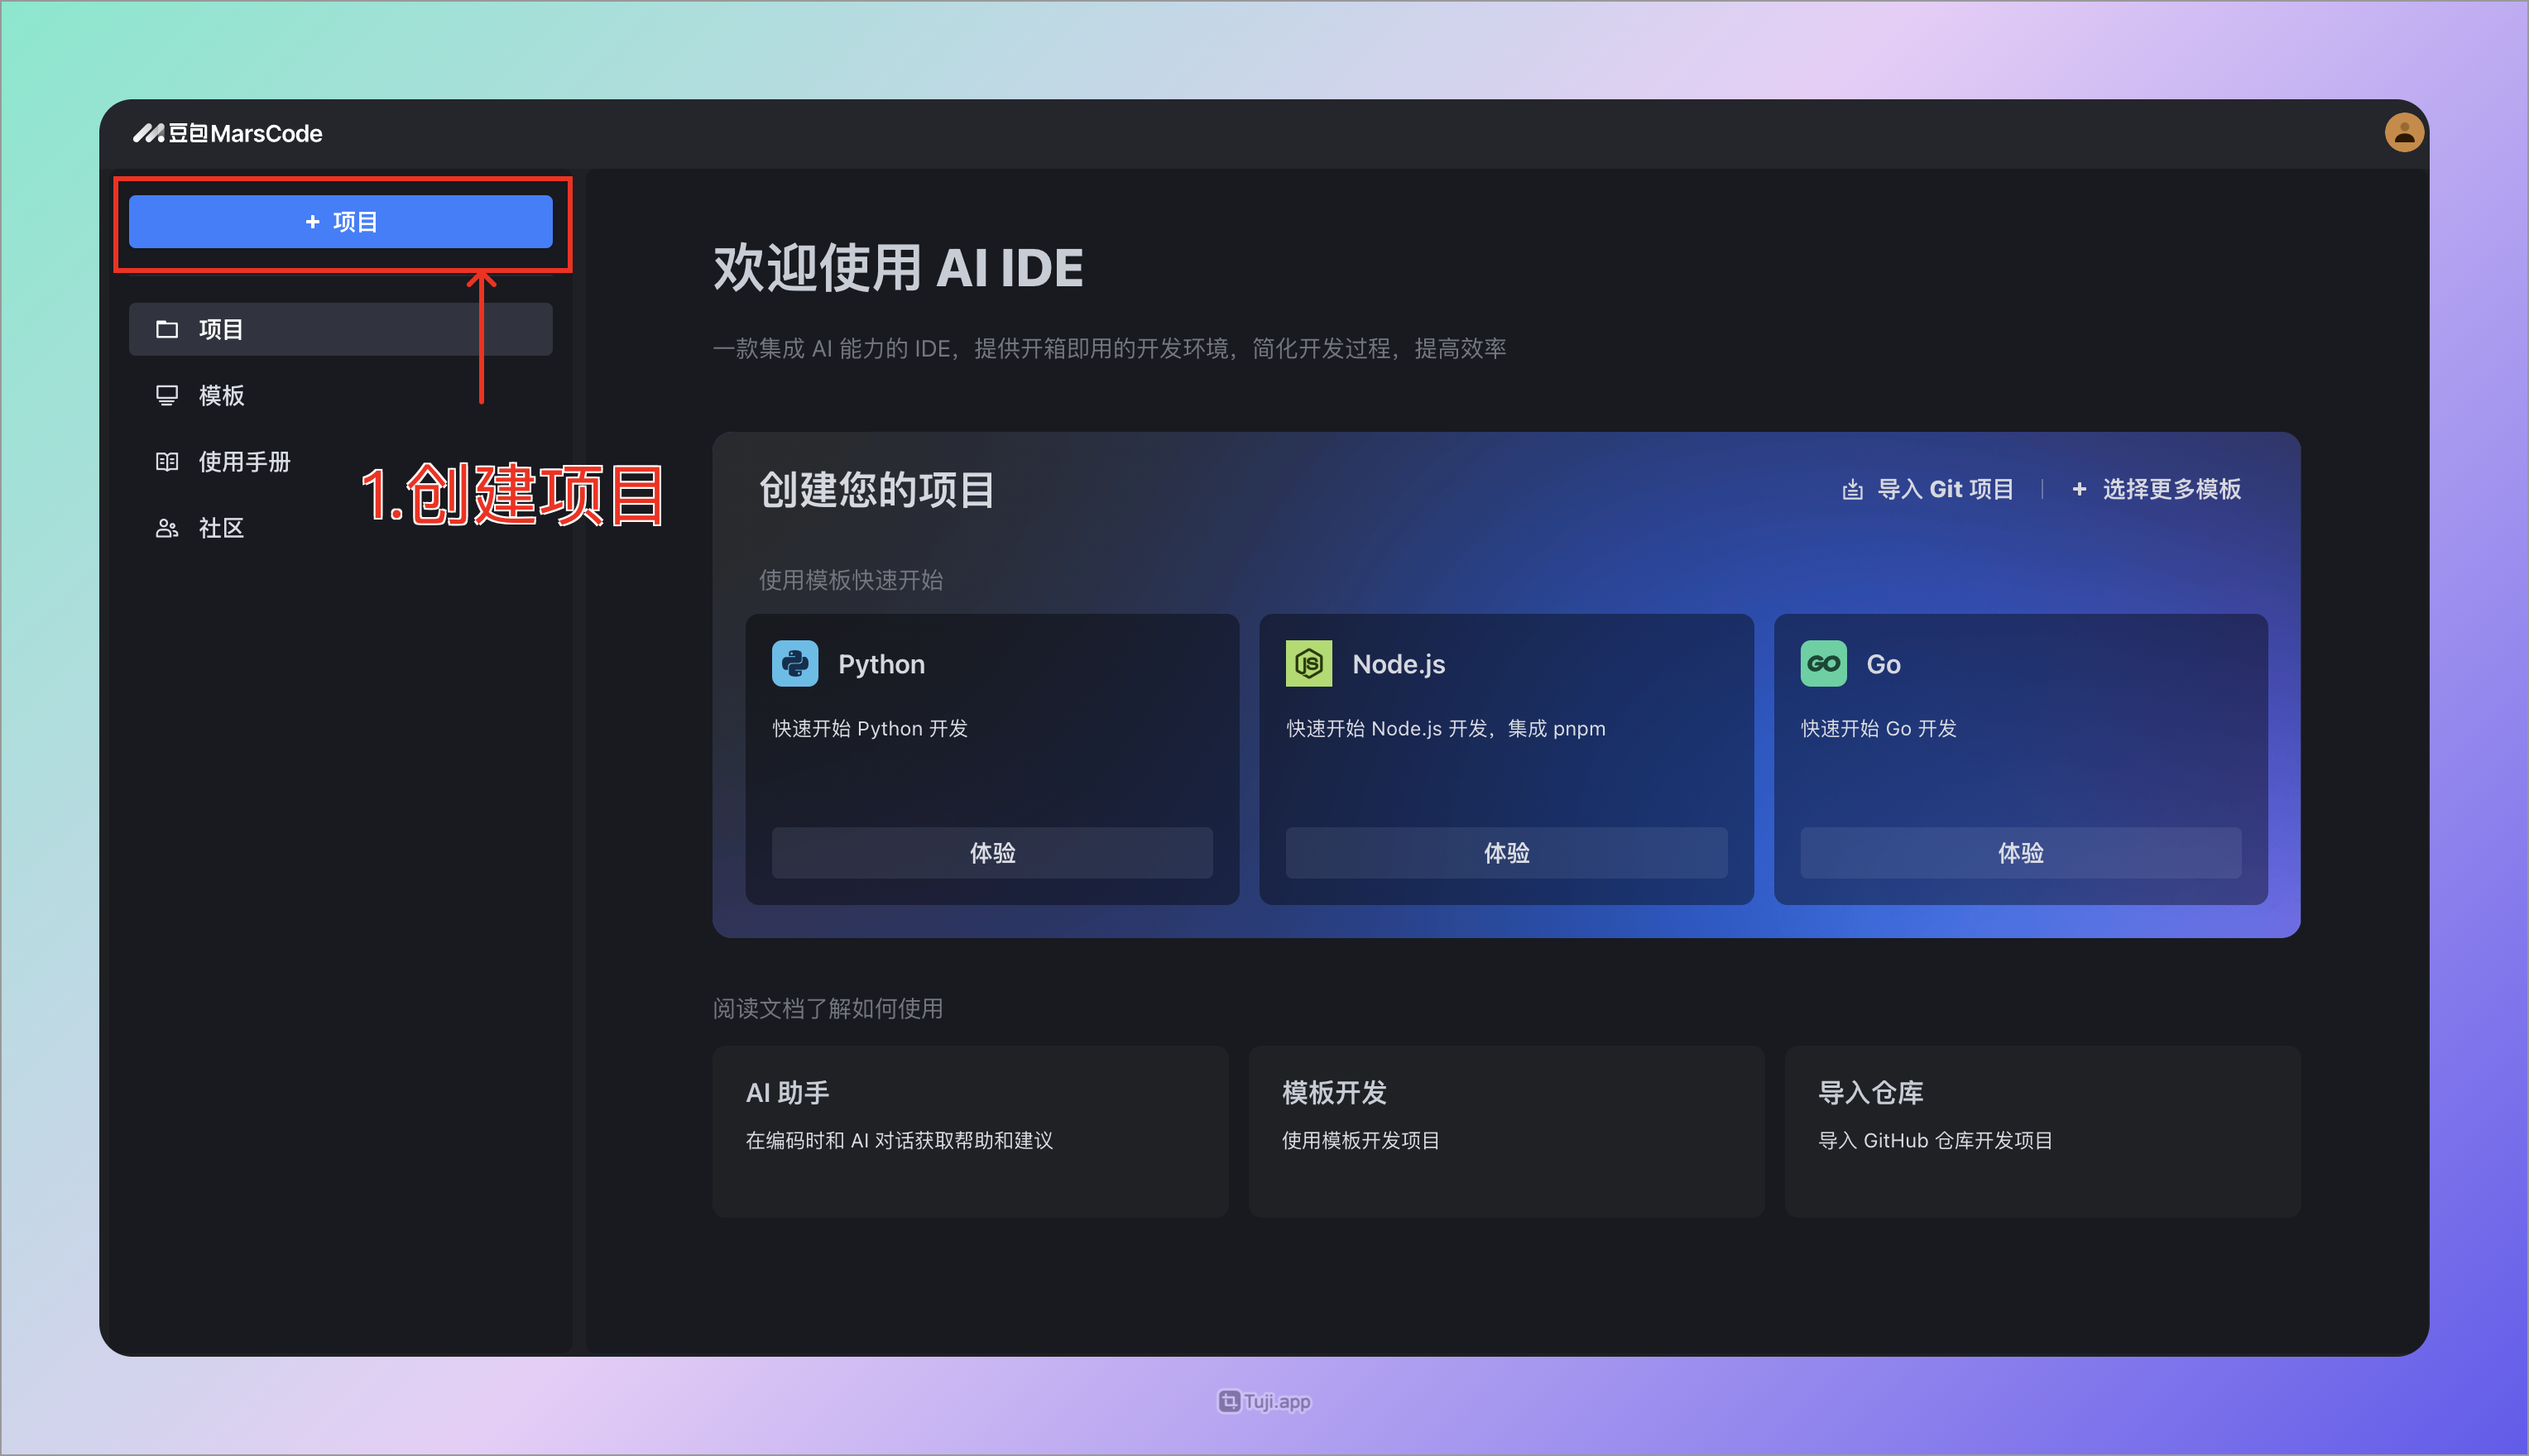 豆包MarsCode
+ 项目
项目
模板
使用手册
社区
1.创建项目
欢迎使用 AI IDE
一款集成 AI 能力的 IDE，提供开箱即用的开发环境，简化开发过程，提高效率
创建您的项目
导入 Git 项目 | + 选择更多模板
使用模板快速开始
Python
快速开始 Python 开发
体验
JS
Node.js
快速开始 Node.js 开发，集成 pnpm
体验
GO
Go
快速开始 Go 开发
体验
阅读文档了解如何使用
AI 助手
在编码时和 AI 对话获取帮助和建议
模板开发
使用模板开发项目
导入仓库
导入 GitHub 仓库开发项目
Tuji.app